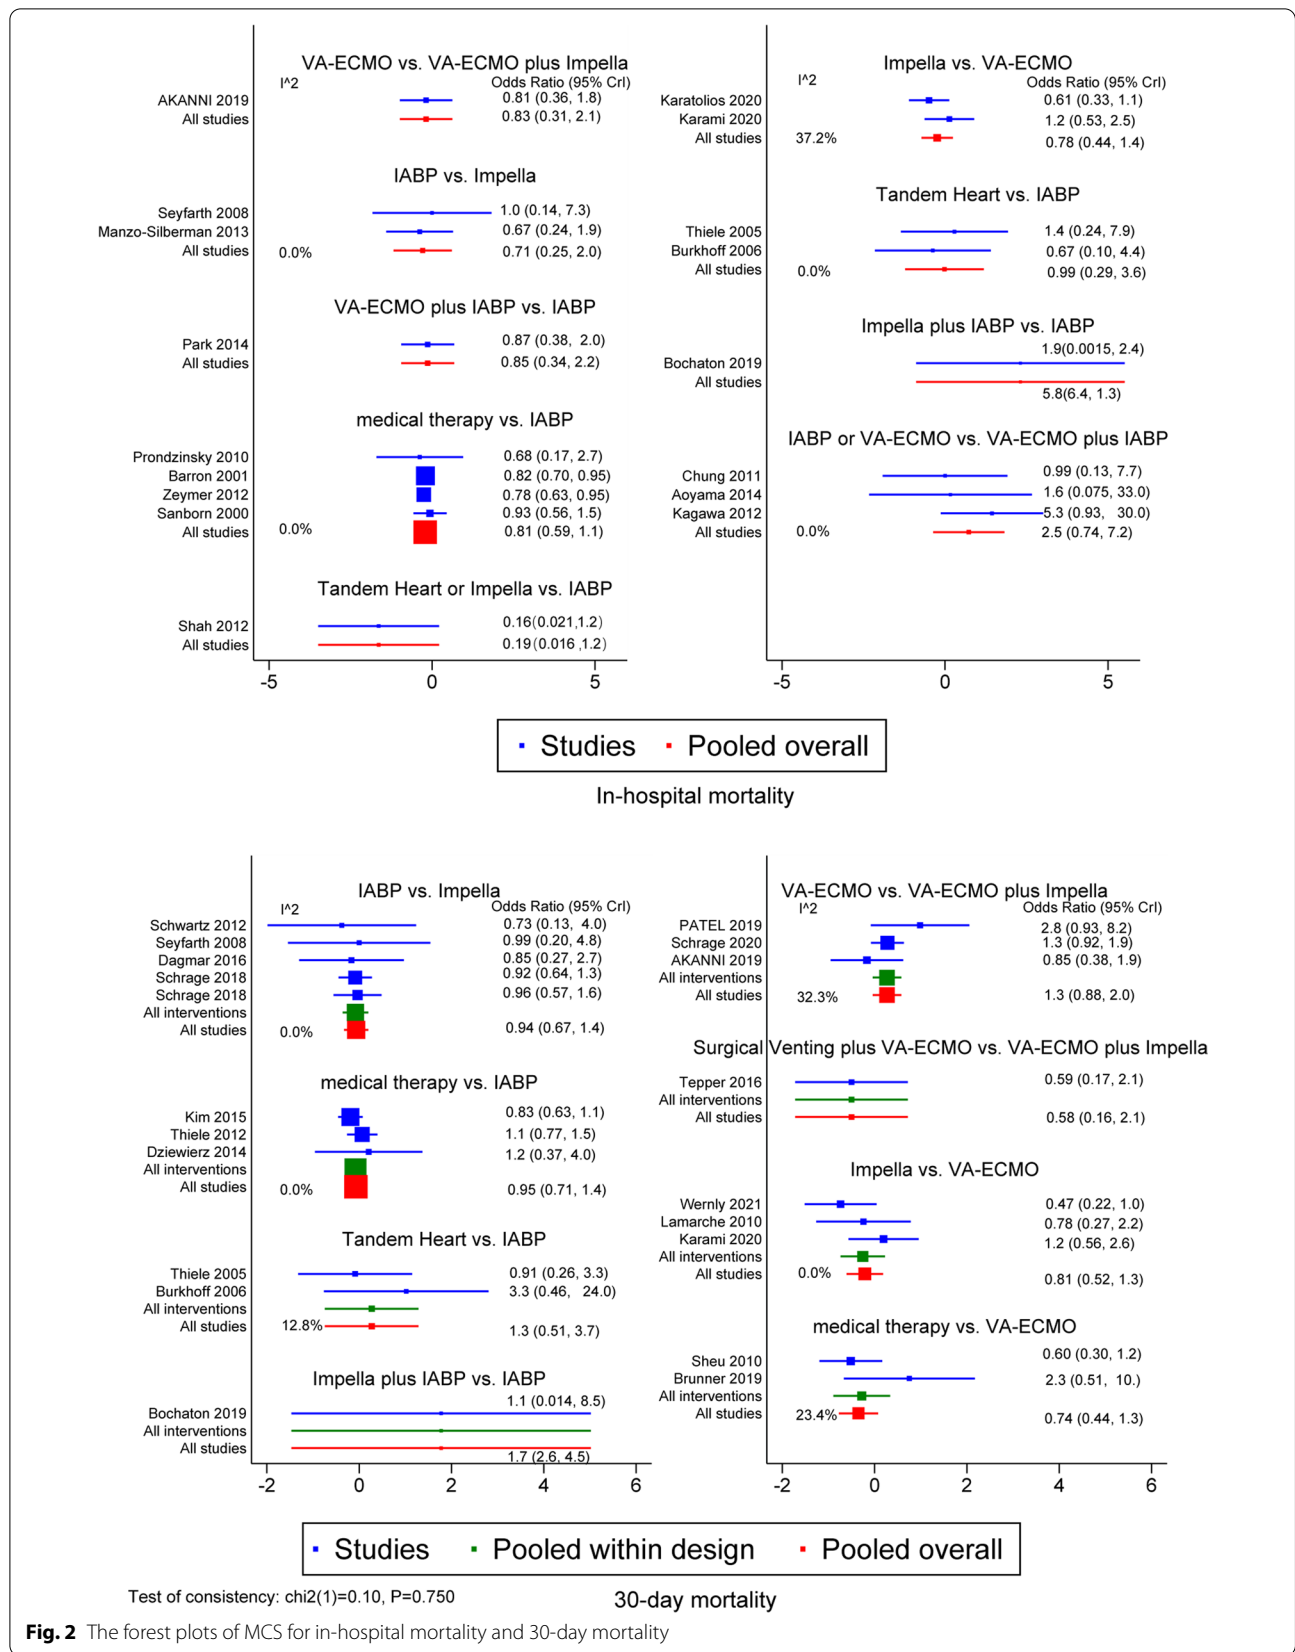 VA-ECMO vs. VA-ECMO plus Impella
I^2
Odds Ratio (95% CrI)
AKANNI 2019 0.81 (0.36, 1.8)
All studies 0.83 (0.31, 2.1)
IABP vs. Impella
Seyfarth 2008 1.0 (0.14, 7.3)
Manzo-Silberman 2013 0.67 (0.24, 1.9)
All studies 0.0% 0.71 (0.25, 2.0)
VA-ECMO plus IABP vs. IABP
Park 2014 0.87 (0.38, 2.0)
All studies 0.85 (0.34, 2.2)
medical therapy vs. IABP
Prondzinsky 2010 0.68 (0.17, 2.7)
Barron 2001 0.82 (0.70, 0.95)
Zeymer 2012 0.78 (0.63, 0.95)
Sanborn 2000 0.93 (0.56, 1.5)
All studies 0.0% 0.81 (0.59, 1.1)
Tandem Heart or Impella vs. IABP
Shah 2012 0.16(0.021,1.2)
All studies 0.19(0.016 ,1.2)
-5 0 5
Impella vs. VA-ECMO
I^2
Odds Ratio (95% CrI)
Karatolios 2020 0.61 (0.33, 1.1)
Karami 2020 1.2 (0.53, 2.5)
All studies 37.2% 0.78 (0.44, 1.4)
Tandem Heart vs. IABP
Thiele 2005 1.4 (0.24, 7.9)
Burkhoff 2006 0.67 (0.10, 4.4)
All studies 0.0% 0.99 (0.29, 3.6)
Impella plus IABP vs. IABP
1.9(0.0015, 2.4)
Bochaton 2019
All studies
5.8(6.4, 1.3)
IABP or VA-ECMO vs. VA-ECMO plus IABP
Chung 2011 0.99 (0.13, 7.7)
Aoyama 2014 1.6 (0.075, 33.0)
Kagawa 2012 5.3 (0.93, 30.0)
All studies 0.0% 2.5 (0.74, 7.2)
-5 0 5
Studies Pooled overall
In-hospital mortality
IABP vs. Impella
I^2
Odds Ratio (95% CrI)
Schwartz 2012 0.73 (0.13, 4.0)
Seyfarth 2008 0.99 (0.20, 4.8)
Dagmar 2016 0.85 (0.27, 2.7)
Schrage 2018 0.92 (0.64, 1.3)
Schrage 2018 0.96 (0.57, 1.6)
All interventions
All studies 0.0% 0.94 (0.67, 1.4)
medical therapy vs. IABP
Kim 2015 0.83 (0.63, 1.1)
Thiele 2012 1.1 (0.77, 1.5)
Dziewierz 2014 1.2 (0.37, 4.0)
All interventions
All studies 0.0% 0.95 (0.71, 1.4)
Tandem Heart vs. IABP
Thiele 2005 0.91 (0.26, 3.3)
Burkhoff 2006 3.3 (0.46, 24.0)
All interventions
All studies 12.8% 1.3 (0.51, 3.7)
Impella plus IABP vs. IABP
1.1 (0.014, 8.5)
Bochaton 2019
All interventions
All studies
1.7 (2.6, 4.5)
-2 0 2 4 6
VA-ECMO vs. VA-ECMO plus Impella
I^2
Odds Ratio (95% CrI)
PATEL 2019 2.8 (0.93, 8.2)
Schrage 2020 1.3 (0.92, 1.9)
AKANNI 2019 0.85 (0.38, 1.9)
All interventions
All studies 32.3% 1.3 (0.88, 2.0)
Surgical Venting plus VA-ECMO vs. VA-ECMO plus Impella
Tepper 2016 0.59 (0.17, 2.1)
All interventions
All studies 0.58 (0.16, 2.1)
Impella vs. VA-ECMO
Wernly 2021 0.47 (0.22, 1.0)
Lamarche 2010 0.78 (0.27, 2.2)
Karami 2020 1.2 (0.56, 2.6)
All interventions
All studies 0.0% 0.81 (0.52, 1.3)
medical therapy vs. VA-ECMO
Sheu 2010 0.60 (0.30, 1.2)
Brunner 2019 2.3 (0.51, 10.)
All interventions
All studies 23.4% 0.74 (0.44, 1.3)
-2 0 2 4 6
Studies Pooled within design Pooled overall
Test of consistency: chi2(1)=0.10, P=0.750
30-day mortality
Fig. 2 The forest plots of MCS for in-hospital mortality and 30-day mortality